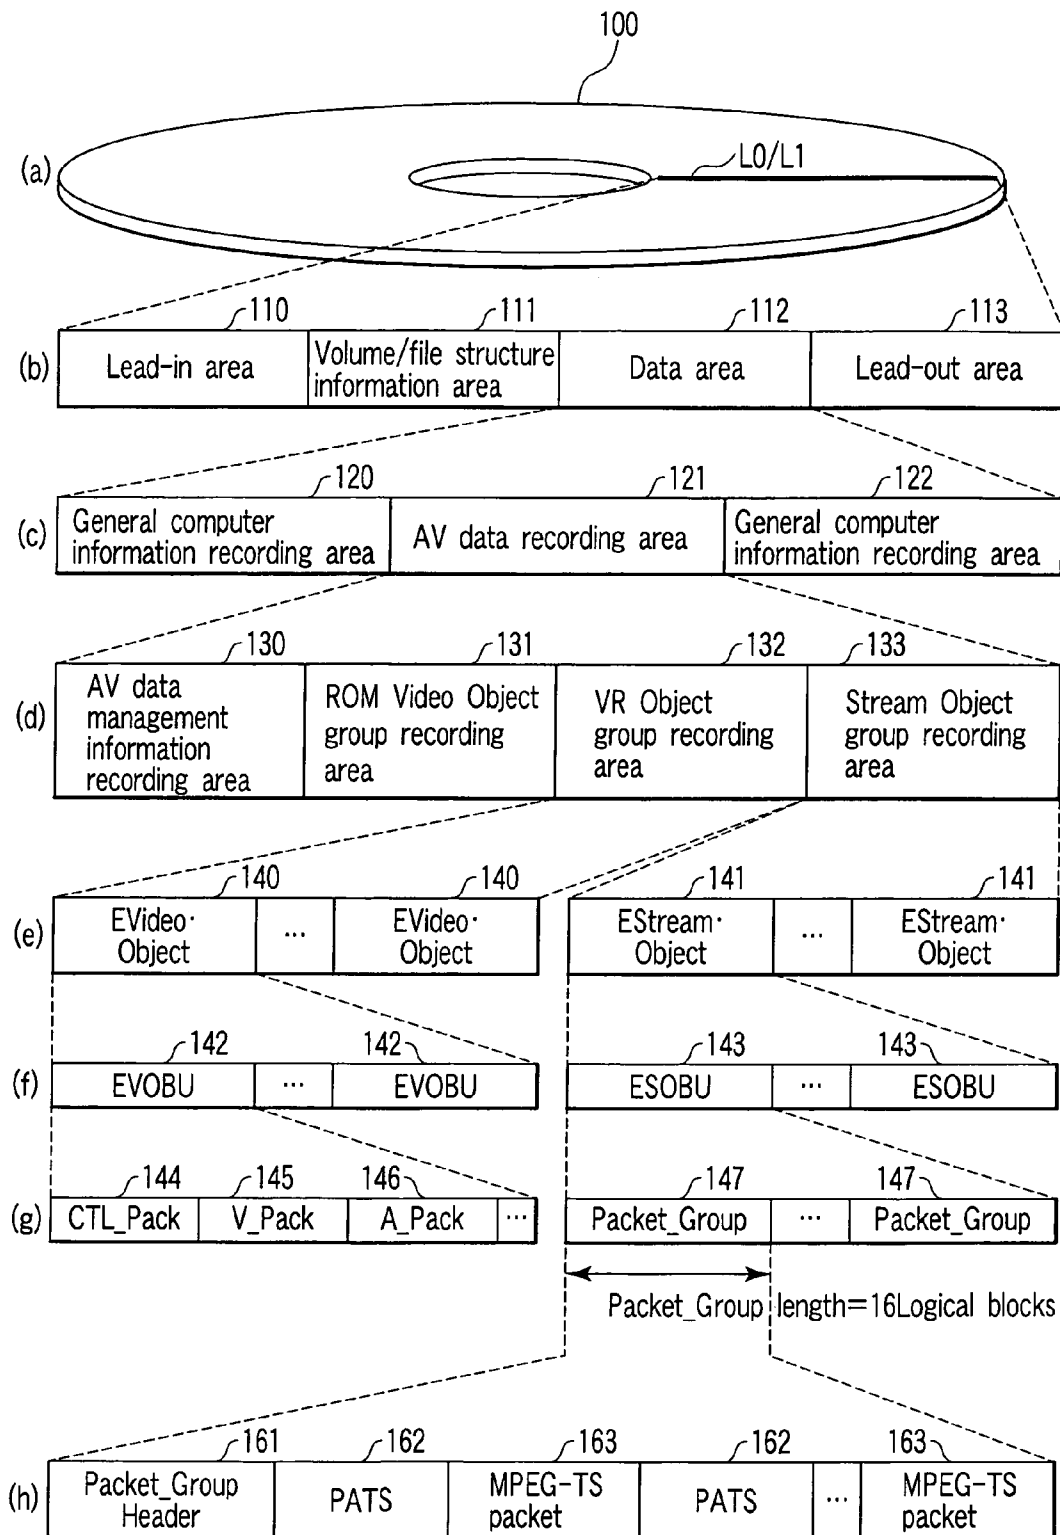 100
(a)
L0/L1
110
111
112
113
(b)
Lead-in area
Volume/file structure
information area
Data area
Lead-out area
120
121
122
(c)
General computer
information recording area
AV data recording area
General computer
information recording area
130
131
132
133
(d)
AV data
management
information
recording area
ROM Video Object
group recording
area
VR Object
group recording
area
Stream Object
group recording
area
140
140
141
141
(e)
EVideo·
Object
...
EVideo·
Object
EStream·
Object
...
EStream·
Object
142
142
143
143
(f)
EVOBU
...
EVOBU
ESOBU
...
ESOBU
144
145
146
147
147
(g)
CTL_Pack
V_Pack
A_Pack
...
Packet_Group
...
Packet_Group
Packet_Group length=16Logical blocks
161
162
163
162
163
(h)
Packet_Group
Header
PATS
MPEG-TS
packet
PATS
...
MPEG-TS
packet